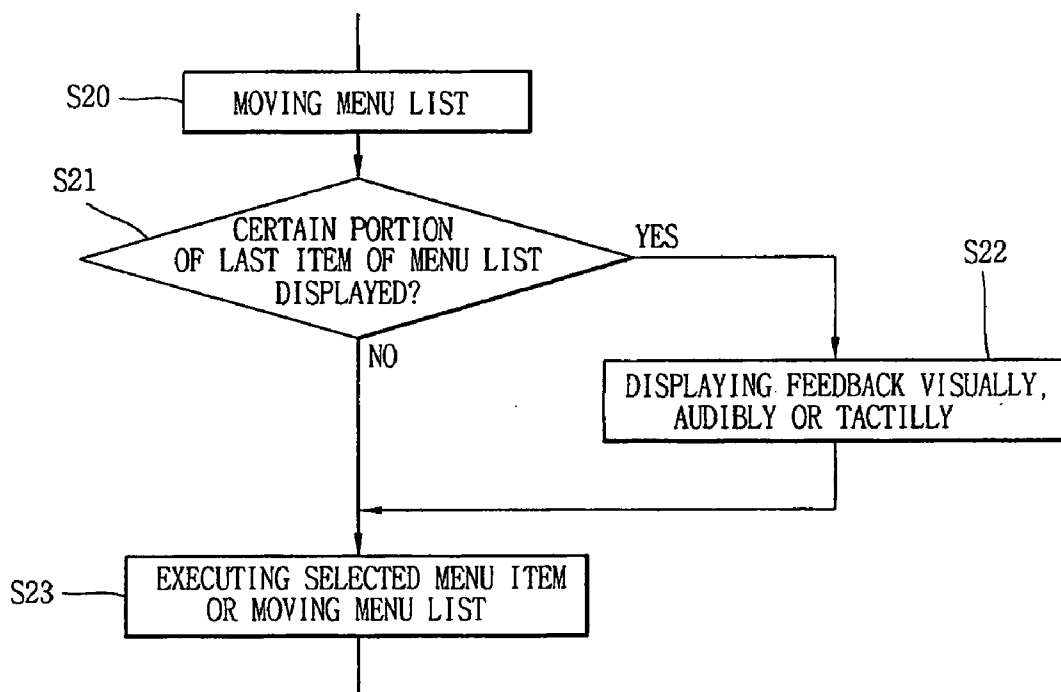 S20
MOVING MENU LIST
S21
CERTAIN PORTION
OF LAST ITEM OF MENU LIST
DISPLAYED?
YES
NO
S22
DISPLAYING FEEDBACK VISUALLY,
AUDIBLY OR TACTILLY
S23
EXECUTING SELECTED MENU ITEM
OR MOVING MENU LIST